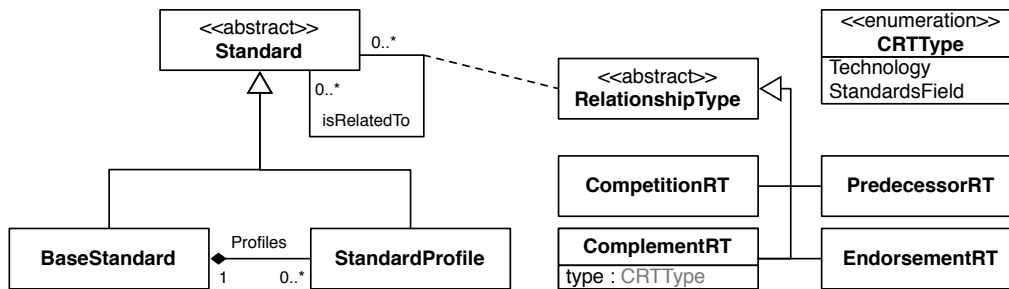 <<abstract>>
Standard
0..*
0..*
isRelatedTo
<<abstract>>
RelationshipType
<<enumeration>>
CRTType
Technology
StandardsField
CompetitionRT
PredecessorRT
BaseStandard
Profiles
1
0..*
StandardProfile
ComplementRT
type : CRTType
EndorsementRT